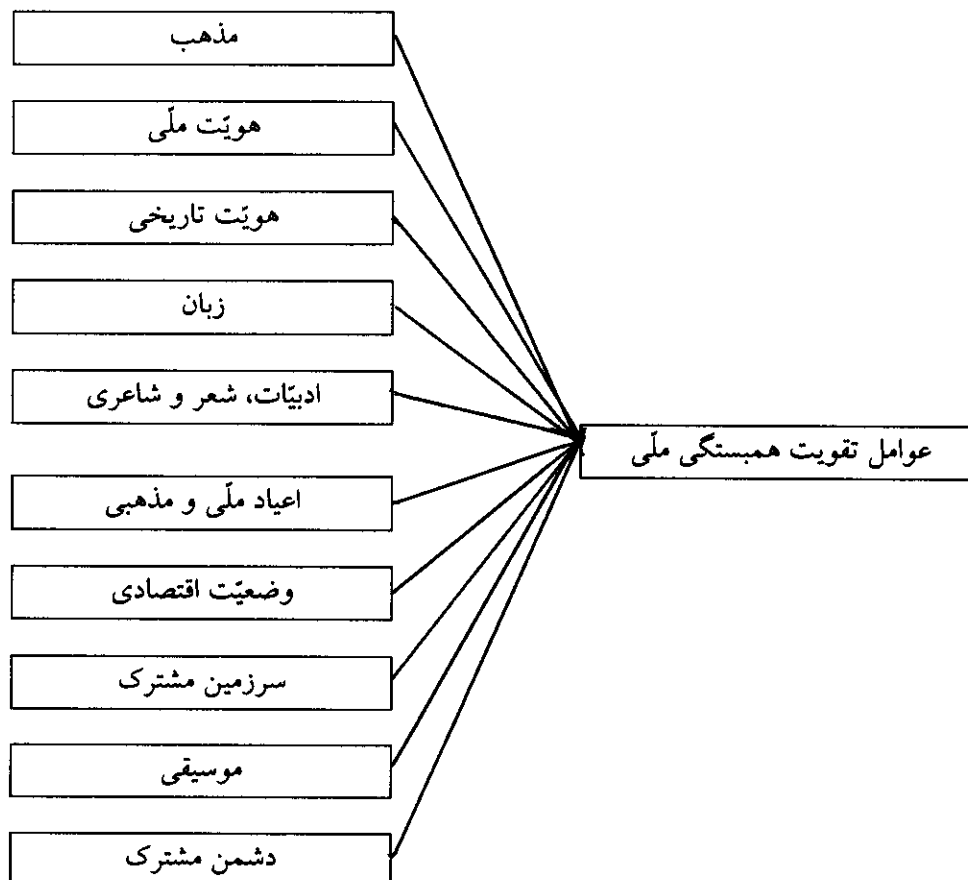 عوامل تقویت همبستگی ملّی
مذهب
هویّت ملّی
هویّت تاریخی
زبان
ادبیّات، شعر و شاعری
اعیاد ملّی و مذهبی
وضعیّت اقتصادی
سرزمین مشترک
موسیقی
دشمن مشترک